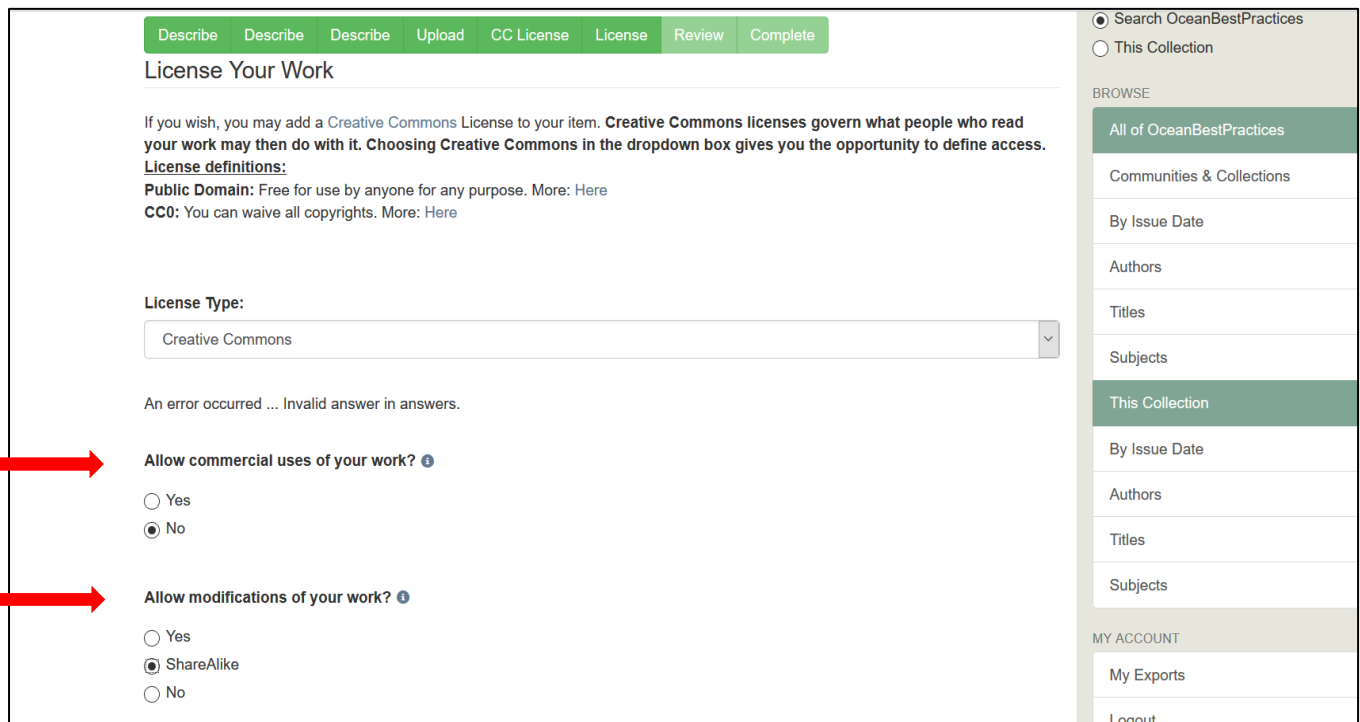 Describe Describe Describe Upload CC License License Review Complete
License Your Work
If you wish, you may add a Creative Commons License to your item. Creative Commons licenses govern what people who read
your work may then do with it. Choosing Creative Commons in the dropdown box gives you the opportunity to define access.
License definitions:
Public Domain: Free for use by anyone for any purpose. More: Here
CC0: You can waive all copyrights. More: Here
License Type:
Creative Commons
An error occurred ... Invalid answer in answers.
Allow commercial uses of your work?
Yes
No
Allow modifications of your work?
Yes
ShareAlike
No
Search OceanBestPractices
This Collection
BROWSE
All of OceanBestPractices
Communities & Collections
By Issue Date
Authors
Titles
Subjects
This Collection
By Issue Date
Authors
Titles
Subjects
MY ACCOUNT
My Exports
Logout